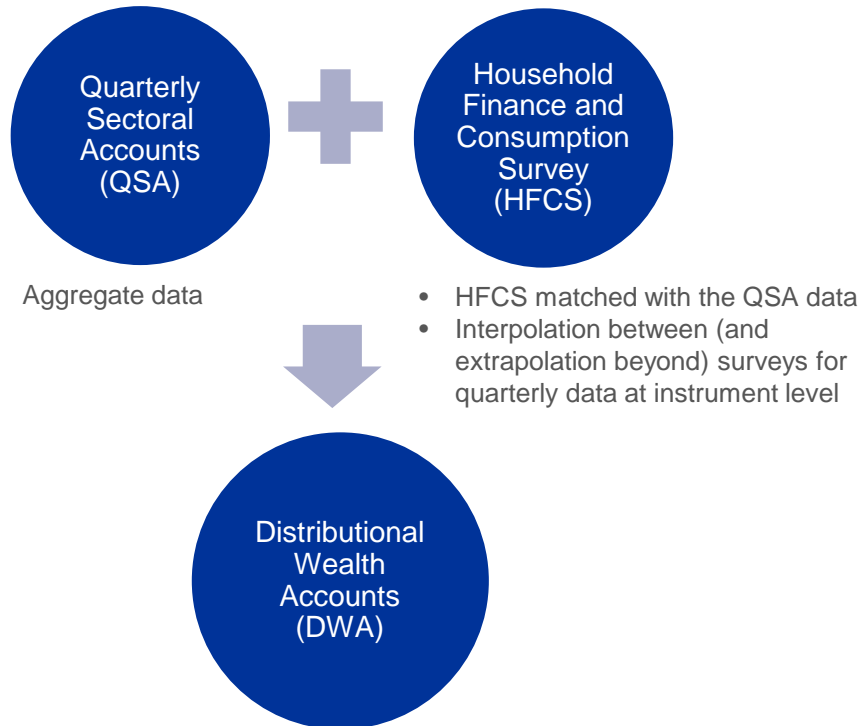 Quarterly
Sectoral
Accounts
(QSA)
Household
Finance and
Consumption
Survey
(HFCS)
Aggregate data
• HFCS matched with the QSA data
• Interpolation between (and
extrapolation beyond) surveys for
quarterly data at instrument level
Distributional
Wealth
Accounts
(DWA)